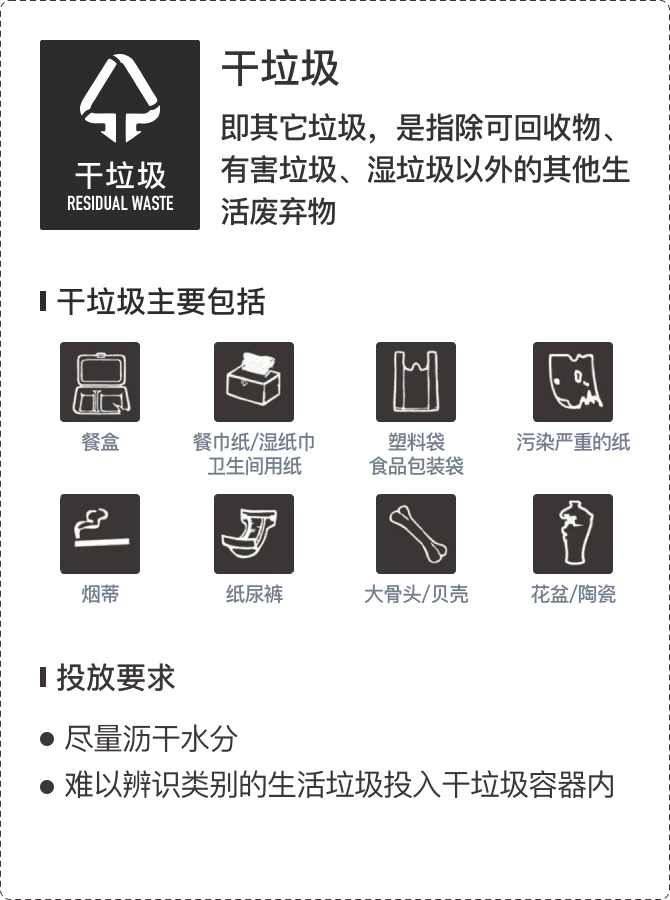 干垃圾
RESIDUAL WASTE
干垃圾
即其它垃圾，是指除可回收物、
有害垃圾、湿垃圾以外的其他生
活废弃物
干垃圾主要包括
餐盒
餐巾纸/湿纸巾
卫生间用纸
塑料袋
食品包装袋
污染严重的纸
烟蒂
纸尿裤
大骨头/贝壳
花盆/陶瓷
投放要求
● 尽量沥干水分
● 难以辨识类别的生活垃圾投入干垃圾容器内